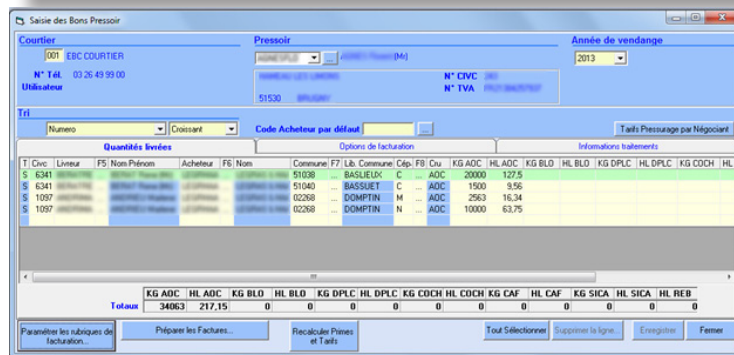 Saisie des Bons Pressoir
Courtier Pressoir Année de vendange
001 EBC COURTIER ... (Mr) 2013
N° Tél. 03 26 49 99 00 N° CIVC
Utilisateur N° TVA
51530
Tri
Numero Croissant Code Acheteur par défaut ... Tarifs Pressurage par Négociant
Quantités livrées Options de facturation Informations traitements
T Civc Livreur F5 Nom Prénom Acheteur F6 Nom Commune F7 Lib. Commune Cép. F8 Cru KG AOC HL AOC KG BLO HL BLO KG DPLC HL DPLC KG COCH HL
S 6341 ... ... 51038 ... BASLIEUX C ... AOC 20000 127,5
S 6341 ... ... 51040 ... BASSUET C ... AOC 1500 9,56
S 1097 ... ... 02268 ... DOMPTIN M ... AOC 2563 16,34
S 1097 ... ... 02268 ... DOMPTIN N ... AOC 10000 63,75
KG AOC HL AOC KG BLO HL BLO KG DPLC HL DPLC KG COCH HL COCH KG CAF HL CAF KG SICA HL SICA HL REB
Totaux 34063 217,15 0 0 0 0 0 0 0 0 0 0 0
Paramétrer les rubriques de facturation... Préparer les Factures... Recalculer Primes et Tarifs Tout Sélectionner Supprimer la ligne... Enregistrer Fermer